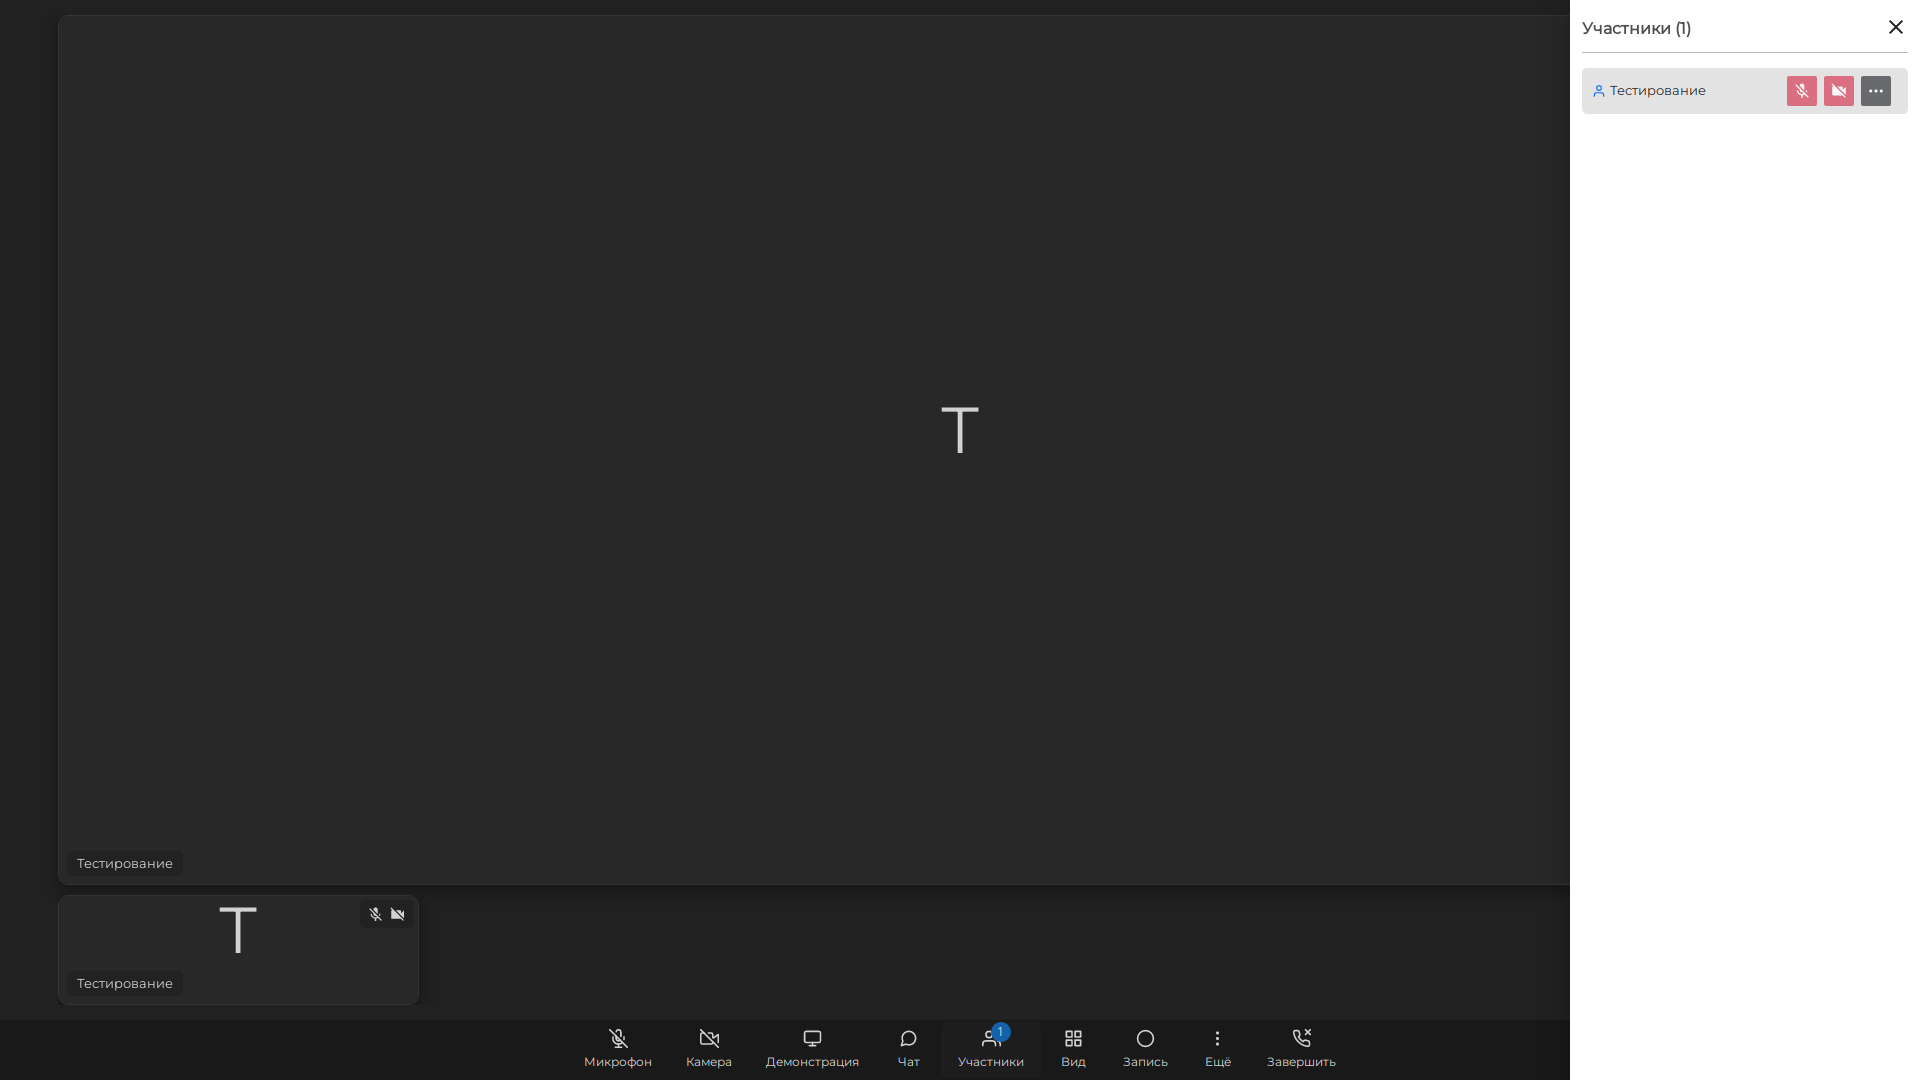 Участники (1)
Тестирование
Т
Тестирование
Т
Тестирование
1
Микрофон
Камера
Демонстрация
Чат
Участники
Вид
Запись
Ещё
Завершить